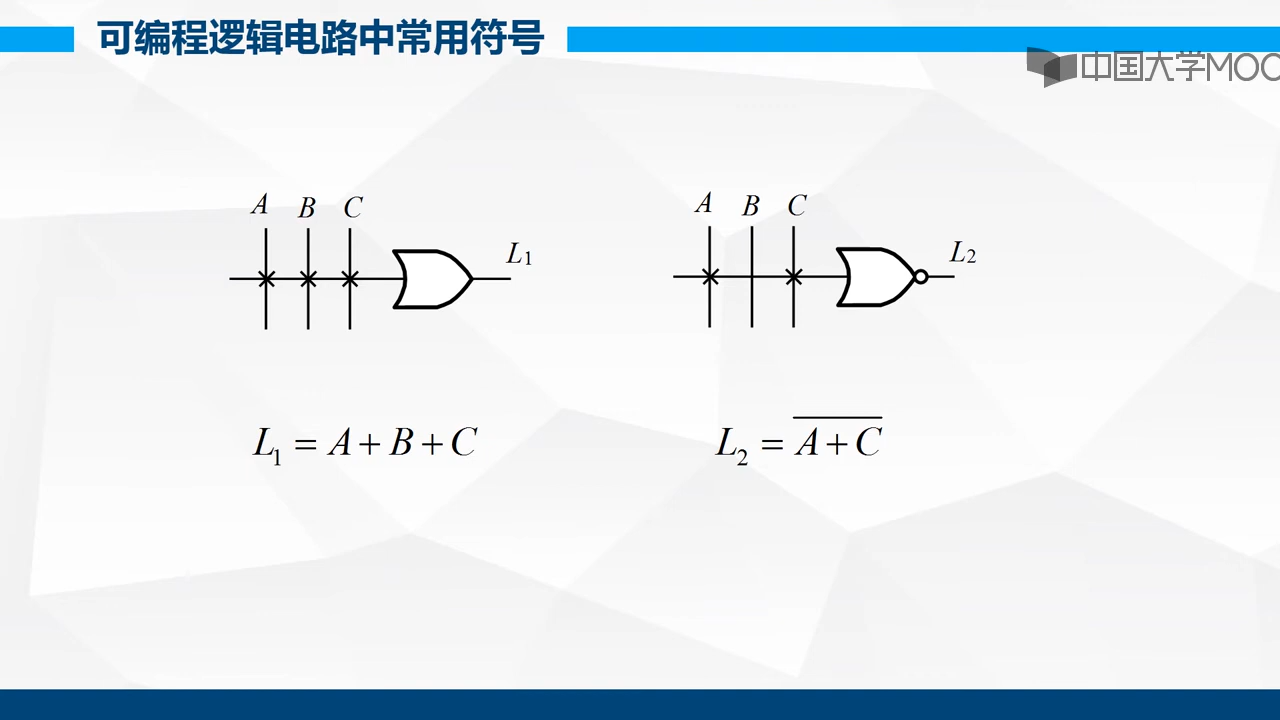 可编程逻辑电路中常用符号
中国大学MOO
A B C
L1
A B C
L2
L₁ = A + B + C
L₂ = \overline{A + C}